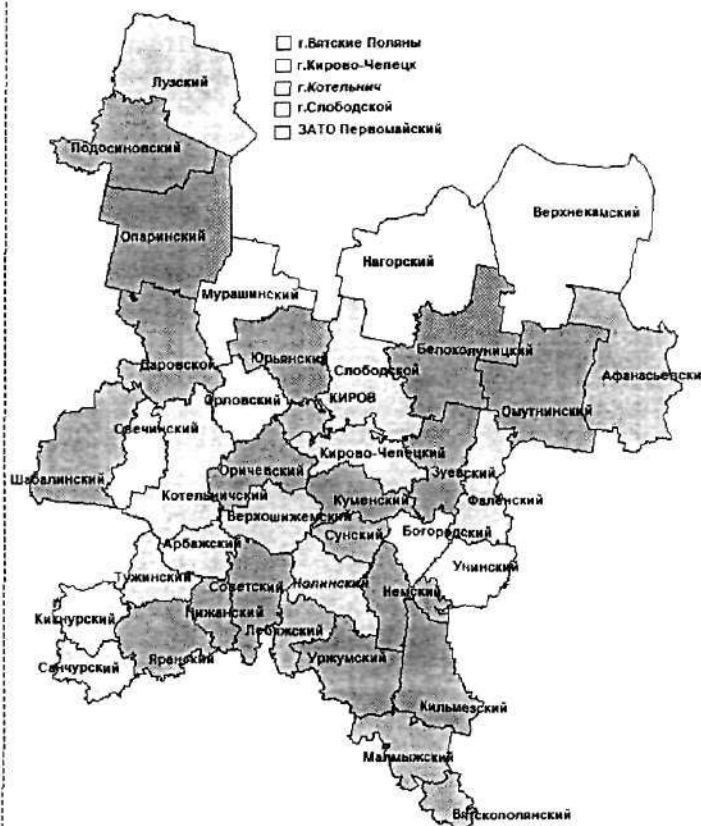 г.Вятские Поляны
г.Кирово-Чепецк
г.Котельнич
г.Слободской
ЗАТО Первомайский
Лузский
Подосиновский
Опаринский
Верхнекамский
Нагорский
Мурашинский
Даровской
Юрьянский
Слободской
Белохолуницкий
Афанасьевски
Омутнинский
Орловский
КИРОВ
Свечинский
Шабалинский
Оричевский
Кирово-Чепецкий
Зуевский
Котельничский
Куменский
Фаленский
Верхошижемский
Сунский
Богородский
Арбажский
Унинский
Тужинский
Советский
Нолинский
Немский
Кикнурский
Пижанский
Лебяжский
Санчурский
Яранский
Уржумский
Кильмезский
Малмыжский
Вятскополянский